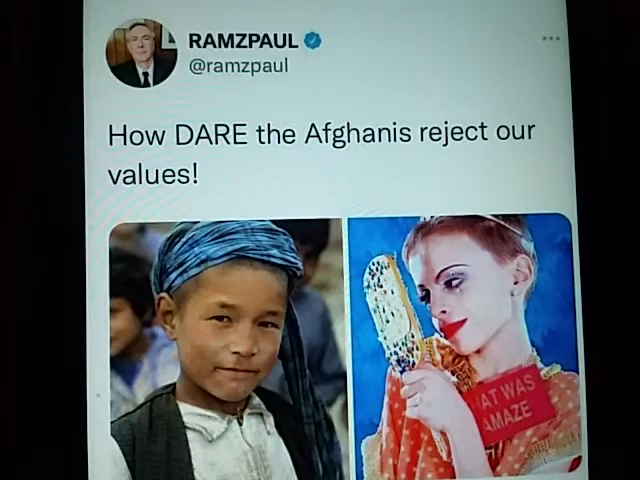 RAMZPAUL
@ramzpaul
How DARE the Afghanis reject our
values!
AT WAS
AMAZE